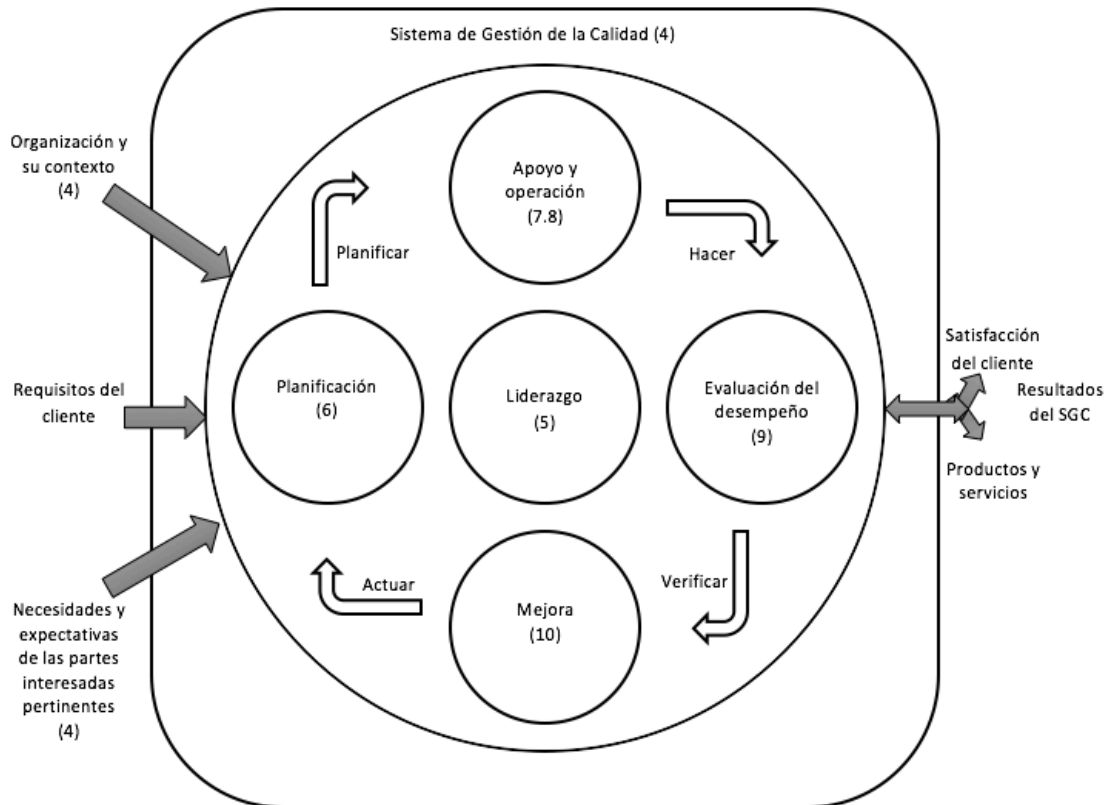 Sistema de Gestión de la Calidad (4)
Organización y
su contexto
(4)
Apoyo y
operación
(7.8)
Planificar
Hacer
Requisitos del
cliente
Planificación
(6)
Liderazgo
(5)
Evaluación del
desempeño
(9)
Satisfacción
del cliente
Resultados
del SGC
Productos y
servicios
Actuar
Verificar
Mejora
(10)
Necesidades y
expectativas
de las partes
interesadas
pertinentes
(4)